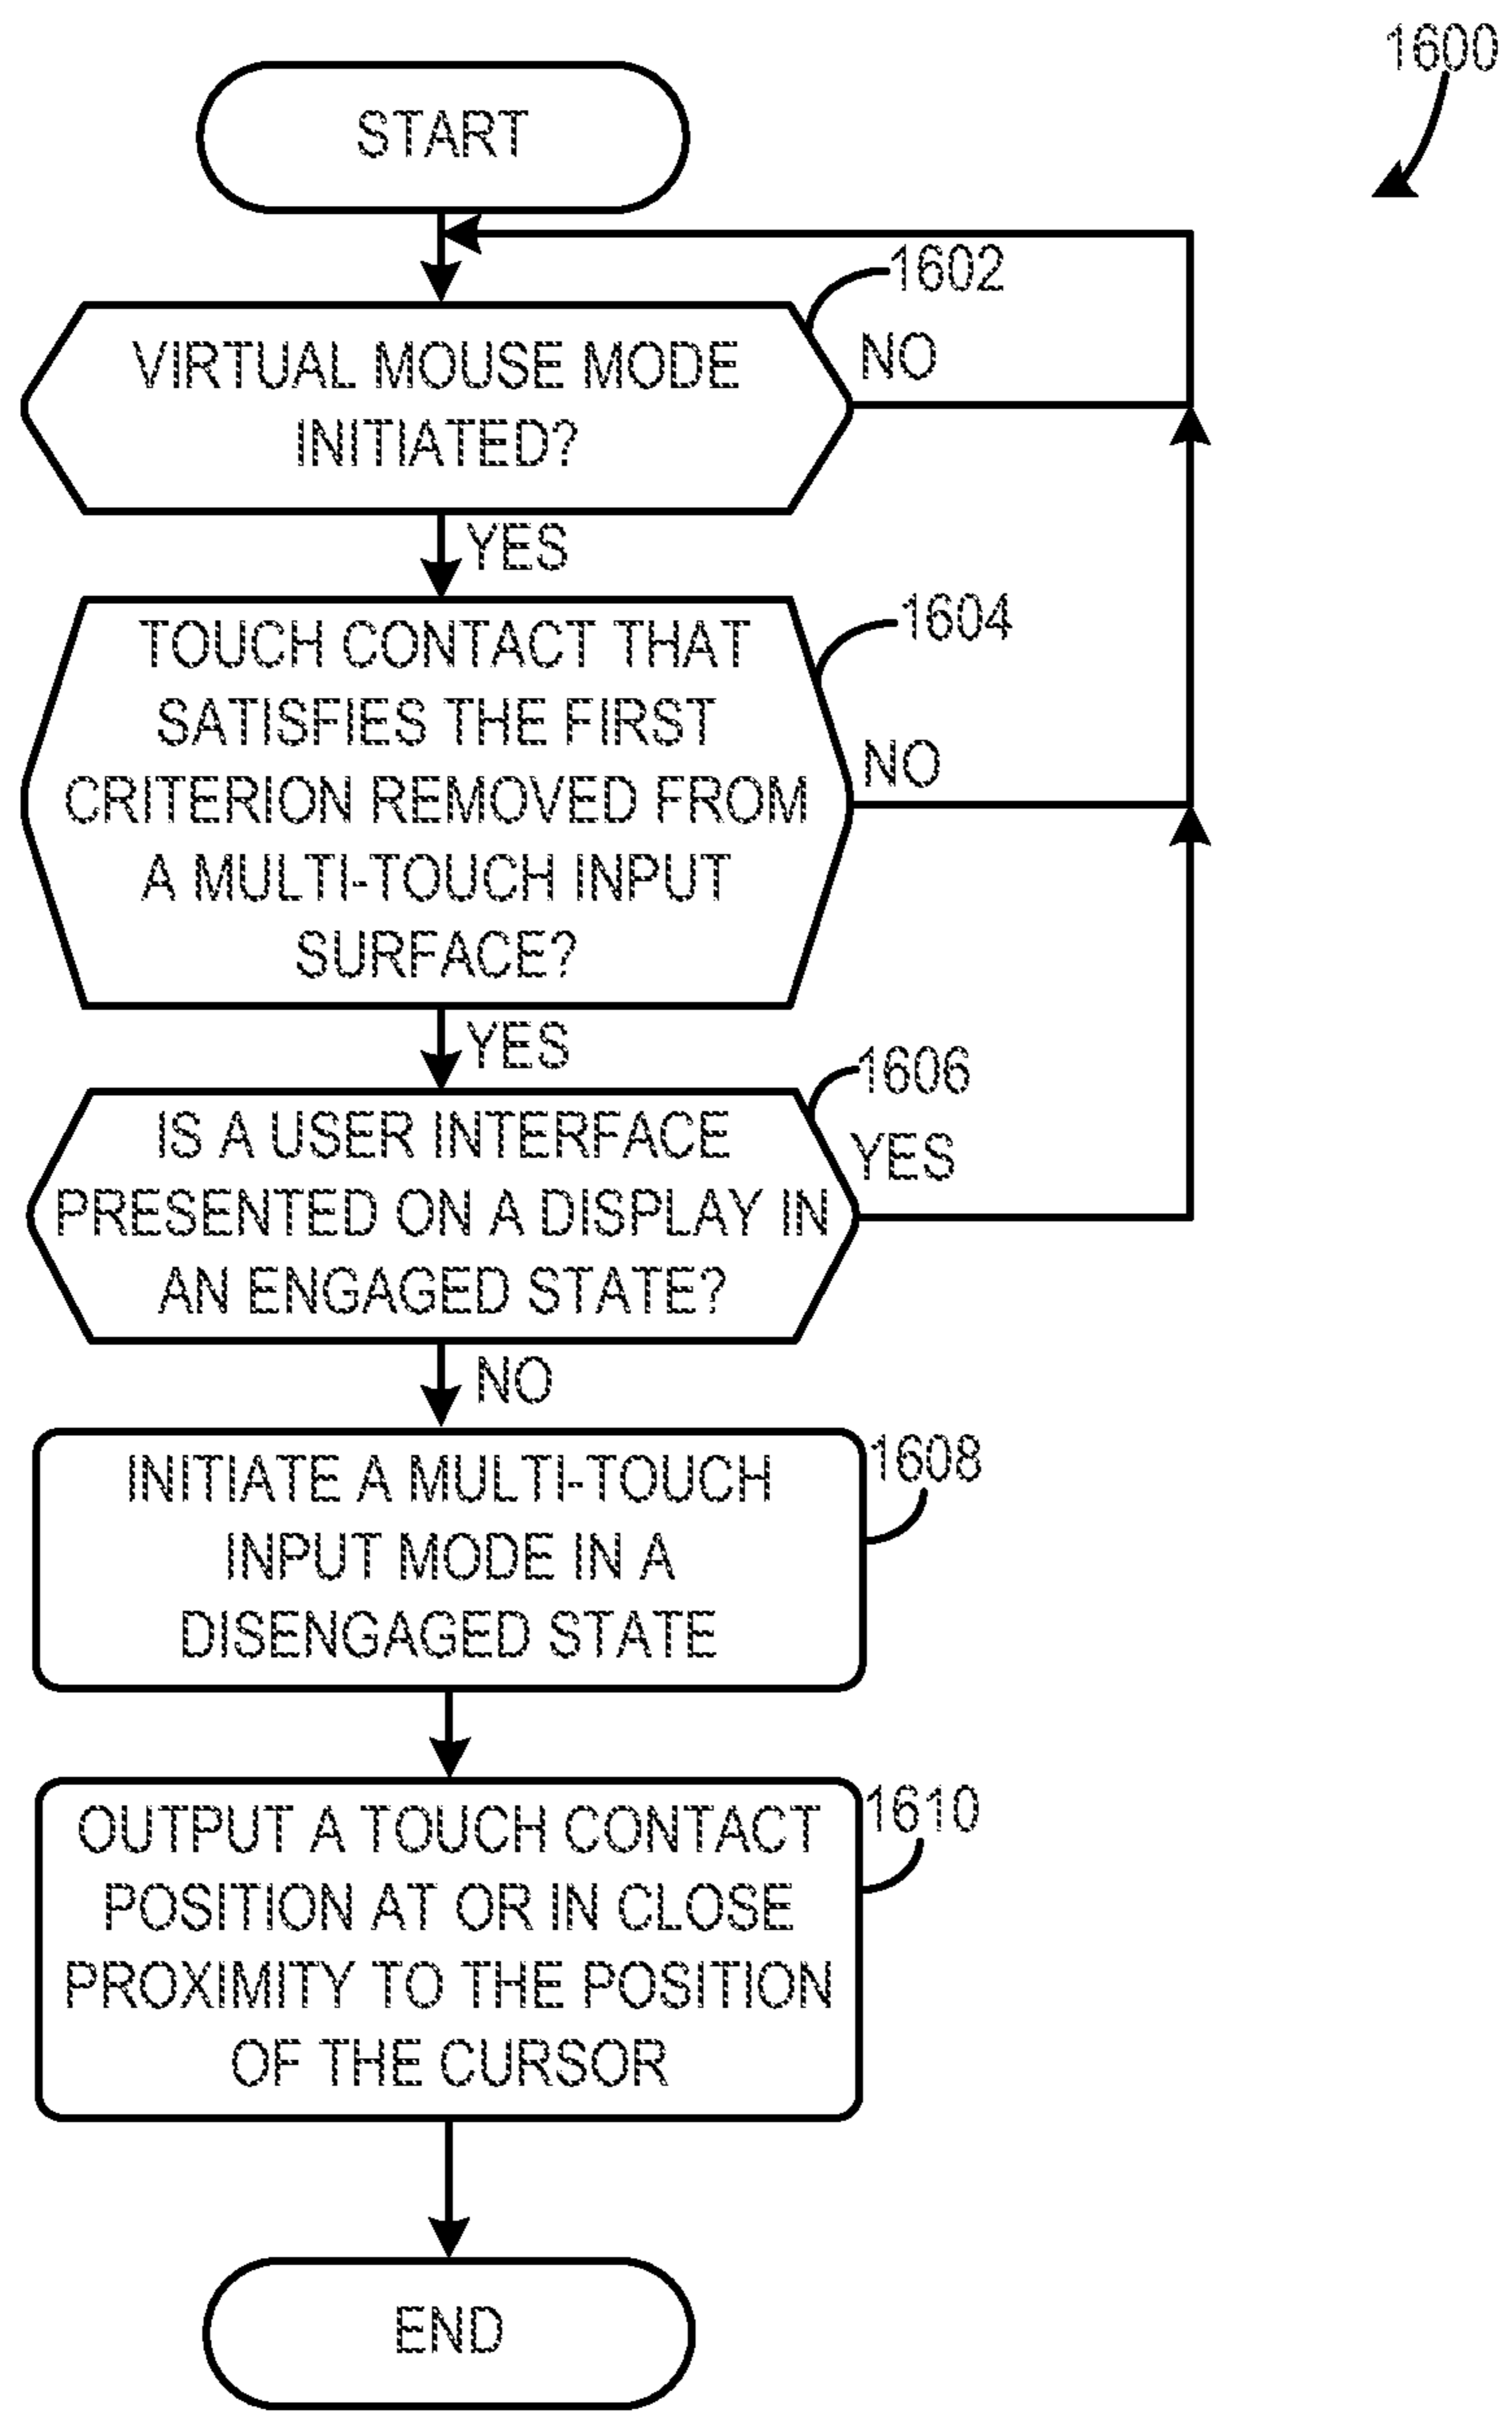 1600
START
1602
VIRTUAL MOUSE MODE
INITIATED?
NO
YES
1604
TOUCH CONTACT THAT
SATISFIES THE FIRST
CRITERION REMOVED FROM
A MULTI-TOUCH INPUT
SURFACE?
NO
YES
1606
IS A USER INTERFACE
PRESENTED ON A DISPLAY IN
AN ENGAGED STATE?
YES
NO
1608
INITIATE A MULTI-TOUCH
INPUT MODE IN A
DISENGAGED STATE
1610
OUTPUT A TOUCH CONTACT
POSITION AT OR IN CLOSE
PROXIMITY TO THE POSITION
OF THE CURSOR
END